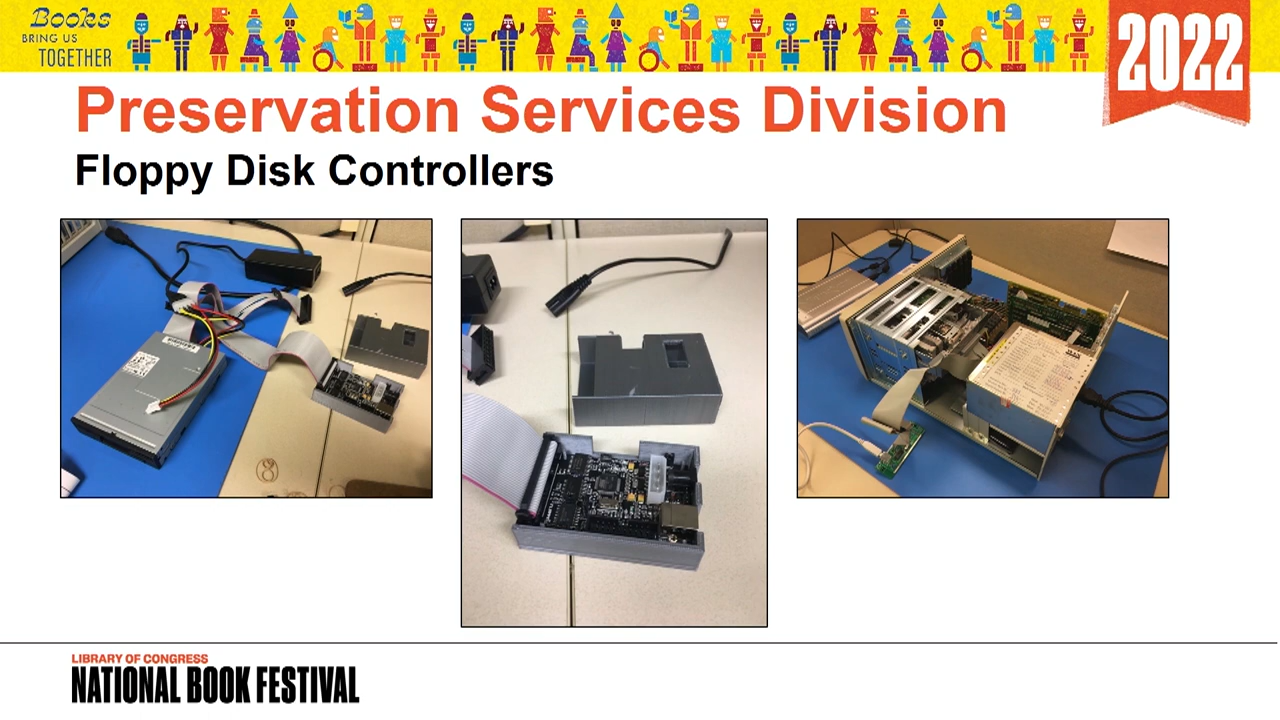 Books
BRING US
TOGETHER
2022
Preservation Services Division
Floppy Disk Controllers
LIBRARY OF CONGRESS
NATIONAL BOOK FESTIVAL